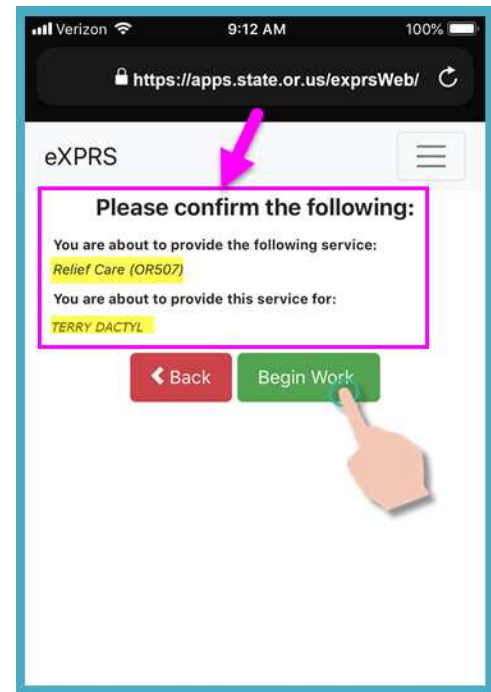 Verizon 9:12 AM 100%
https://apps.state.or.us/exprsWeb/
eXPRS
Please confirm the following:
You are about to provide the following service:
Relief Care (OR507)
You are about to provide this service for:
TERRY DACTYL
Back Begin Work